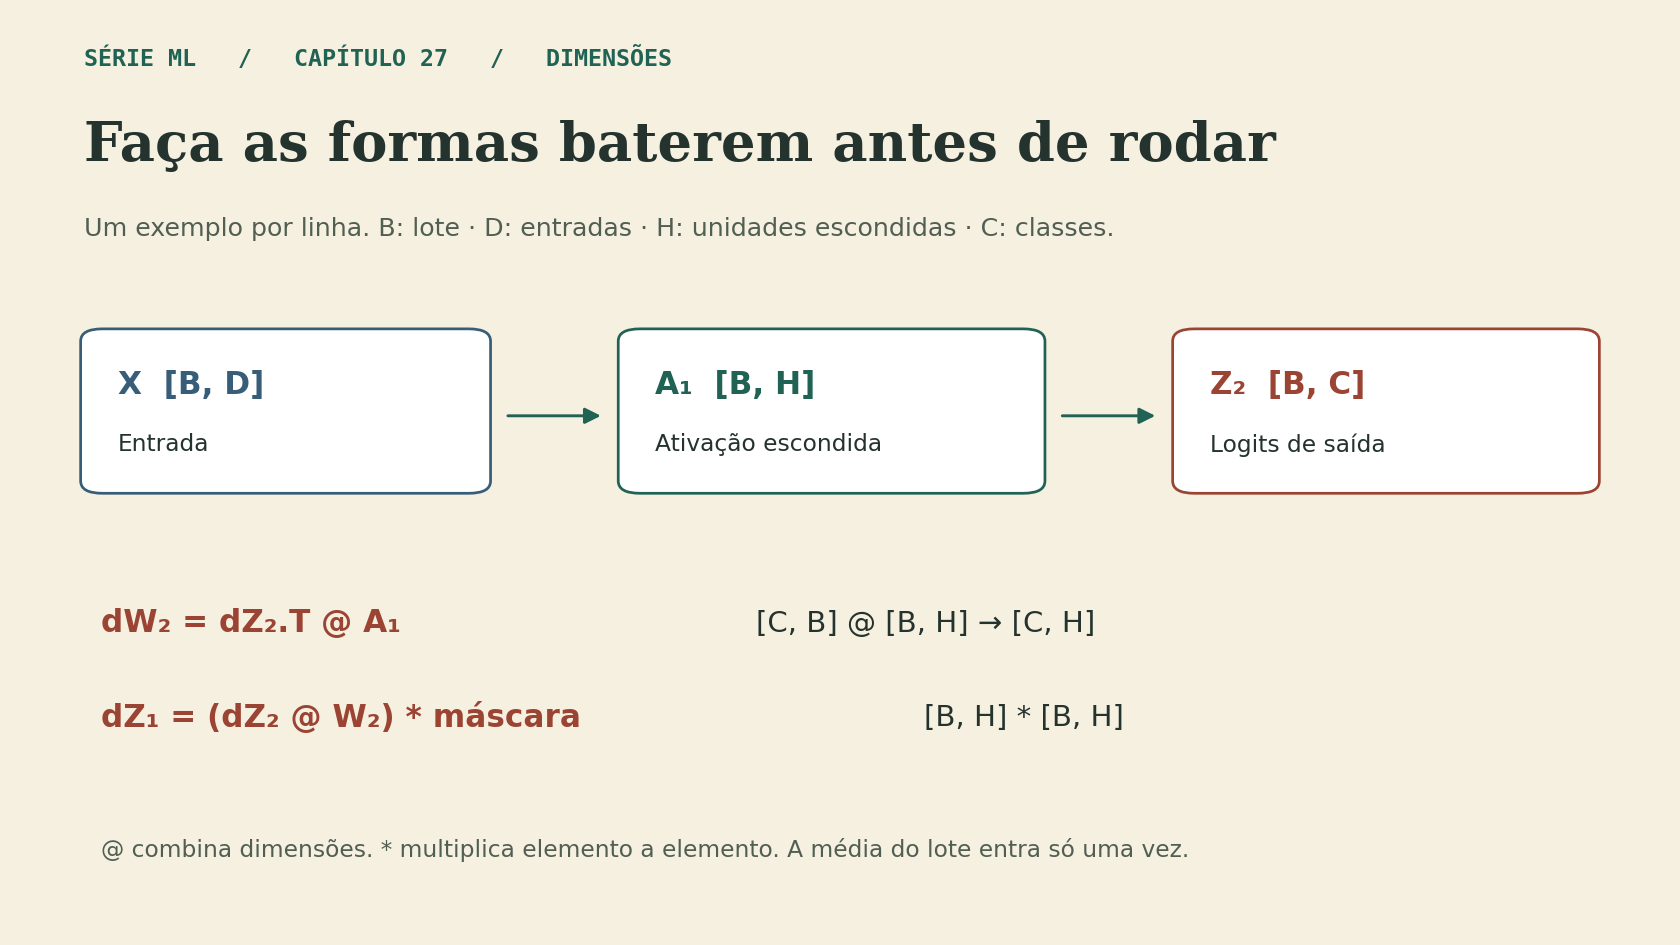 SÉRIE ML / CAPÍTULO 27 / DIMENSÕES
Faça as formas baterem antes de rodar
Um exemplo por linha. B: lote · D: entradas · H: unidades escondidas · C: classes.
X [B, D]
Entrada
A₁ [B, H]
Ativação escondida
Z₂ [B, C]
Logits de saída
dW₂ = dZ₂.T @ A₁ [C, B] @ [B, H] → [C, H]
dZ₁ = (dZ₂ @ W₂) * máscara [B, H] * [B, H]
@ combina dimensões. * multiplica elemento a elemento. A média do lote entra só uma vez.